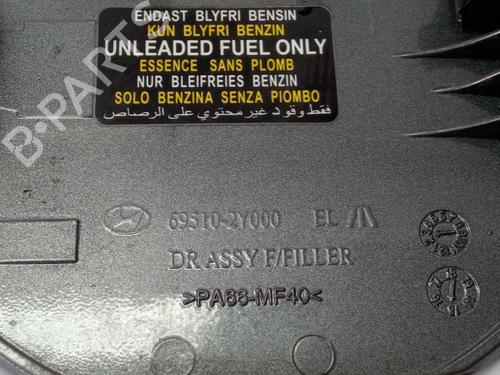 ENDAST BLYFRI BENSIN
KUN BLYFRI BENZIN
UNLEADED FUEL ONLY
ESSENCE SANS PLOMB
NUR BLEIFREIES BENZIN
SOLO BENZINA SENZA PIOMBO
فقط وقود غير محتوي على الرصاص
69510-2Y000 EL
DR ASSY F/FILLER
>PA66-MF40<
B-PARTS